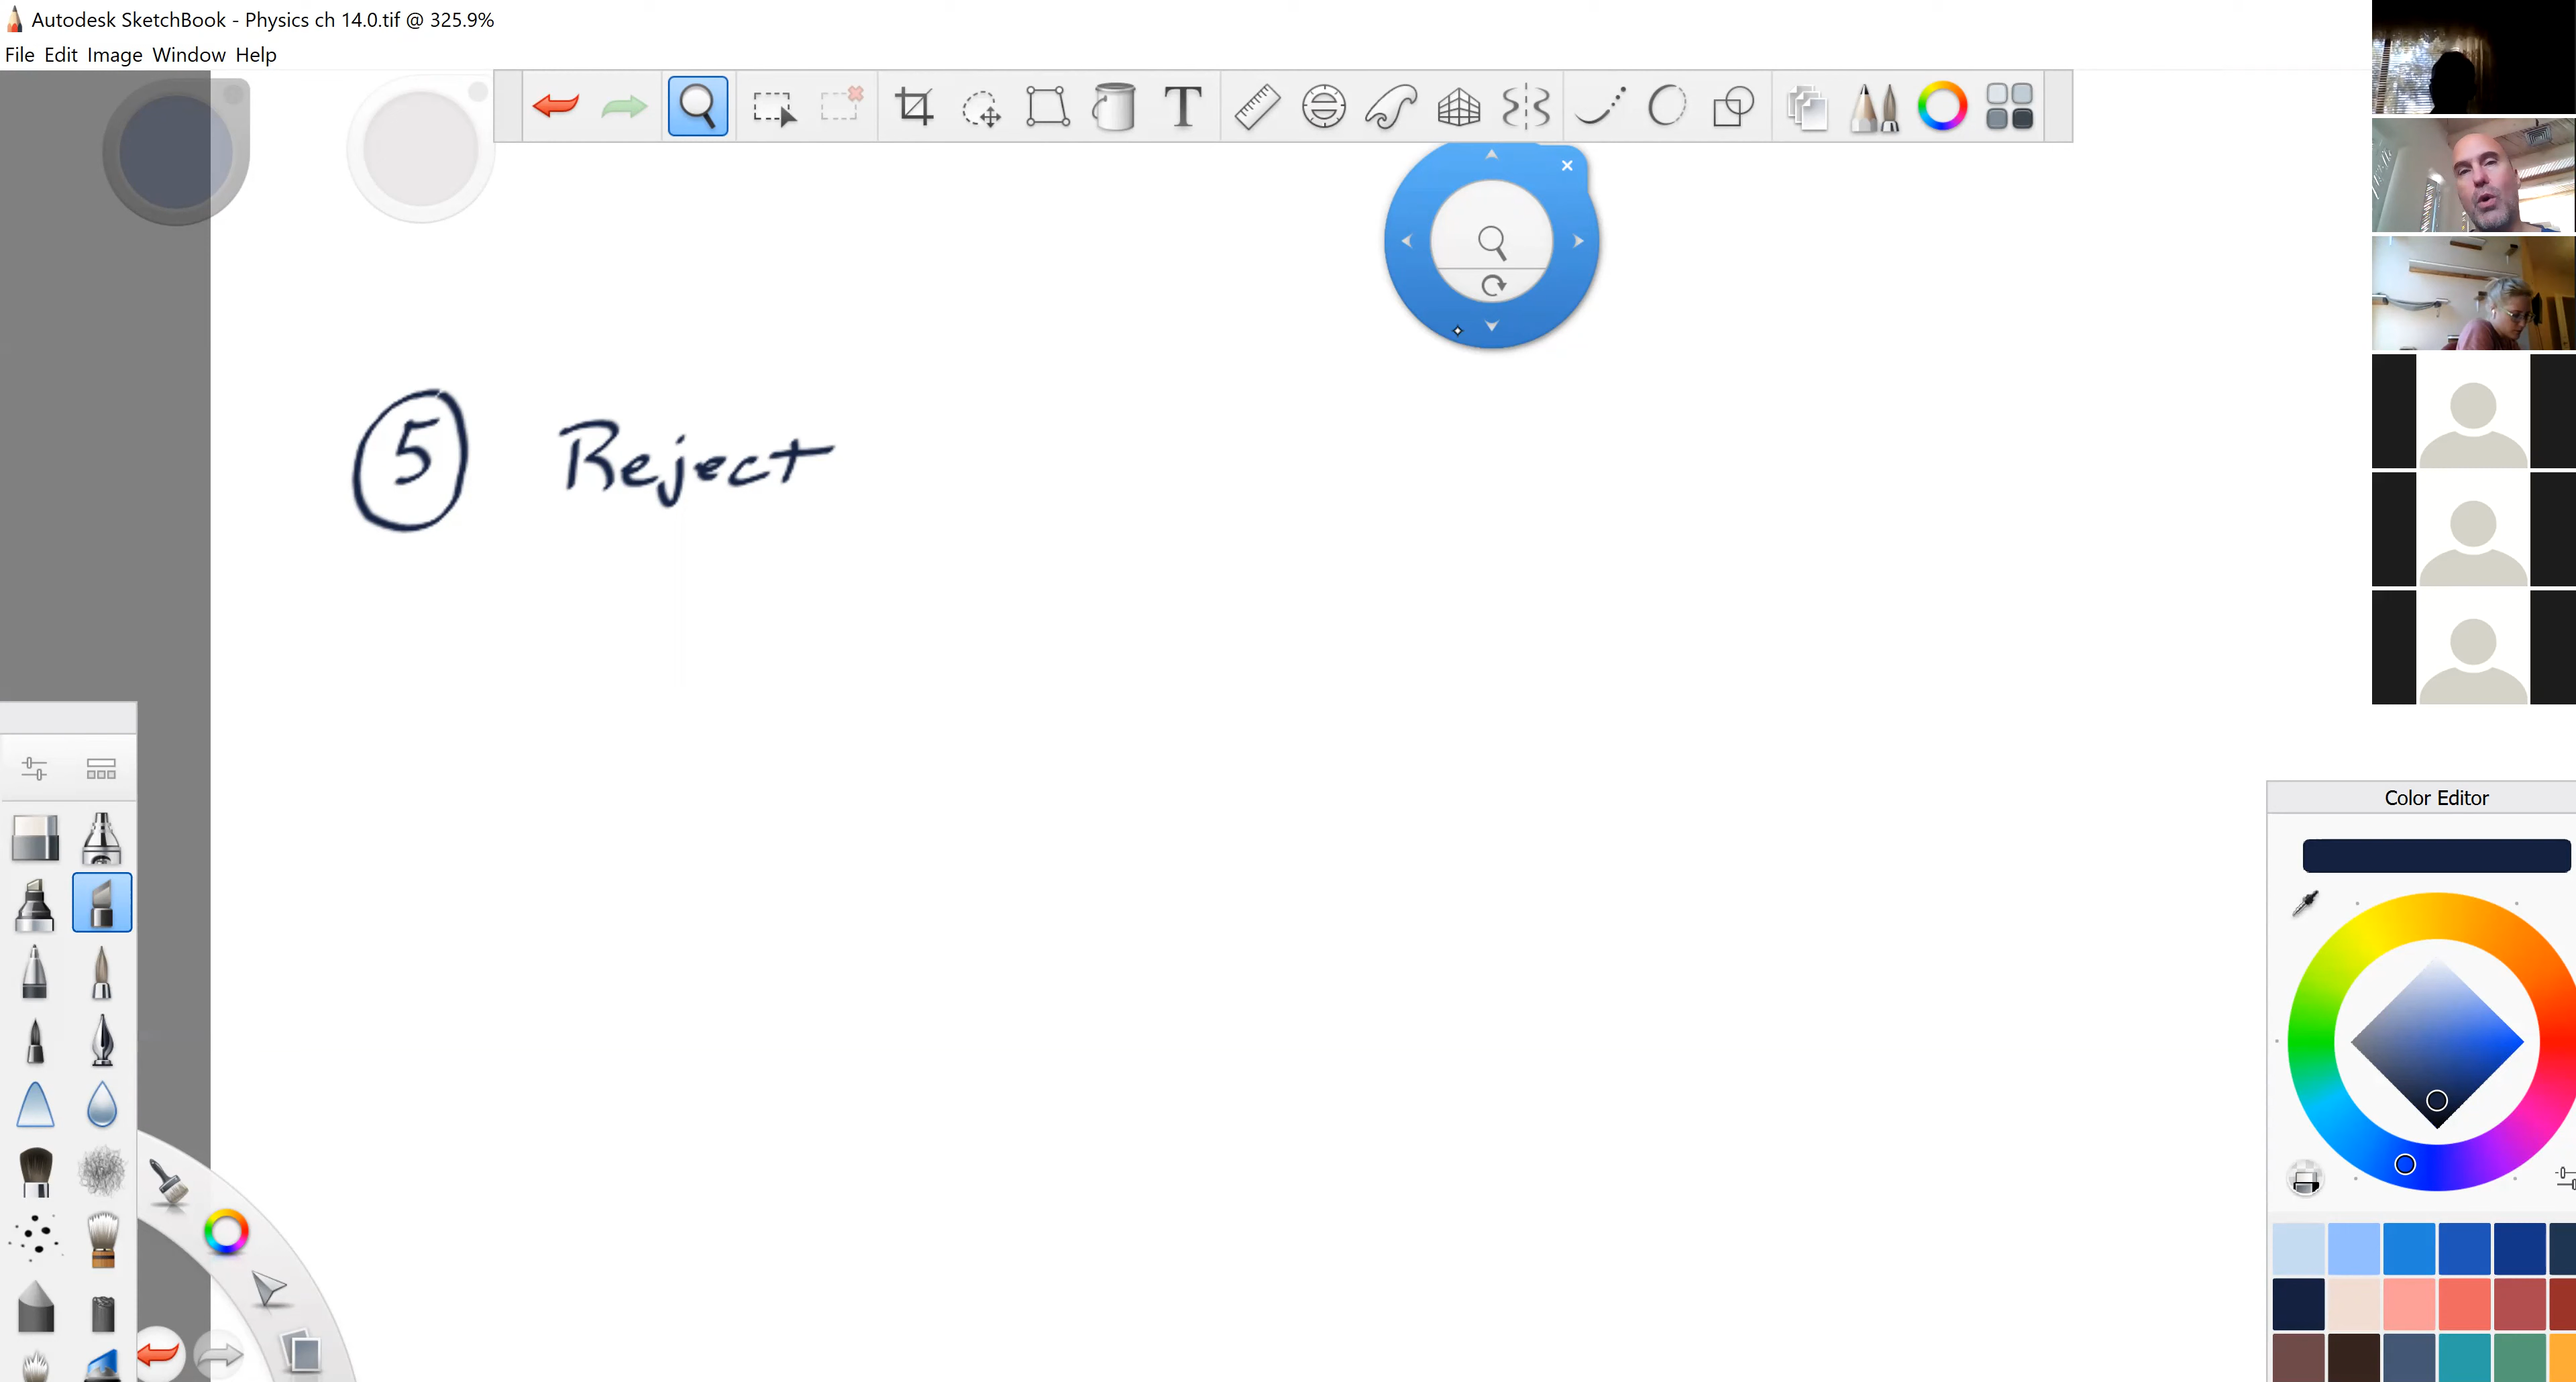 Autodesk SketchBook - Physics ch 14.0.tif @ 325.9%
File Edit Image Window Help
T
5 Reject
Color Editor